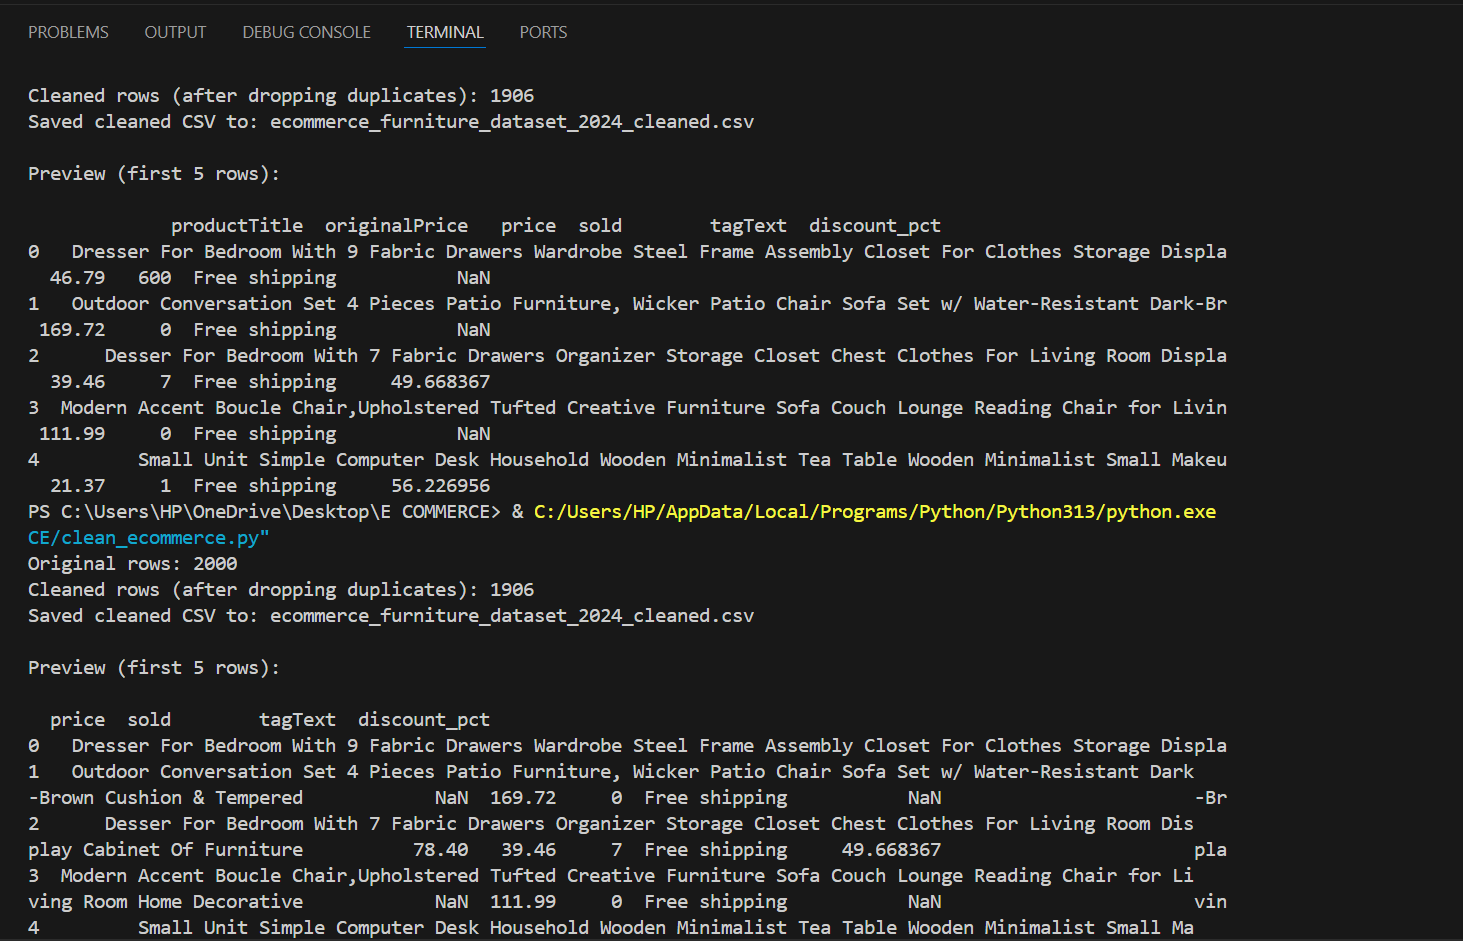 PROBLEMS OUTPUT DEBUG CONSOLE TERMINAL PORTS
Cleaned rows (after dropping duplicates): 1906
Saved cleaned CSV to: ecommerce_furniture_dataset_2024_cleaned.csv
Preview (first 5 rows):
productTitle originalPrice price sold tagText discount_pct
0 Dresser For Bedroom With 9 Fabric Drawers Wardrobe Steel Frame Assembly Closet For Clothes Storage Displa
46.79 600 Free shipping NaN
1 Outdoor Conversation Set 4 Pieces Patio Furniture, Wicker Patio Chair Sofa Set w/ Water-Resistant Dark-Br
169.72 0 Free shipping NaN
2 Desser For Bedroom With 7 Fabric Drawers Organizer Storage Closet Chest Clothes For Living Room Displa
39.46 7 Free shipping 49.668367
3 Modern Accent Boucle Chair,Upholstered Tufted Creative Furniture Sofa Couch Lounge Reading Chair for Livin
111.99 0 Free shipping NaN
4 Small Unit Simple Computer Desk Household Wooden Minimalist Tea Table Wooden Minimalist Small Makeu
21.37 1 Free shipping 56.226956
PS C:\Users\HP\OneDrive\Desktop\E COMMERCE> & C:/Users/HP/AppData/Local/Programs/Python/Python313/python.exe
CE/clean_ecommerce.py"
Original rows: 2000
Cleaned rows (after dropping duplicates): 1906
Saved cleaned CSV to: ecommerce_furniture_dataset_2024_cleaned.csv
Preview (first 5 rows):
price sold tagText discount_pct
0 Dresser For Bedroom With 9 Fabric Drawers Wardrobe Steel Frame Assembly Closet For Clothes Storage Displa
1 Outdoor Conversation Set 4 Pieces Patio Furniture, Wicker Patio Chair Sofa Set w/ Water-Resistant Dark
-Brown Cushion & Tempered NaN 169.72 0 Free shipping NaN -Br
2 Desser For Bedroom With 7 Fabric Drawers Organizer Storage Closet Chest Clothes For Living Room Dis
play Cabinet Of Furniture 78.40 39.46 7 Free shipping 49.668367 pla
3 Modern Accent Boucle Chair,Upholstered Tufted Creative Furniture Sofa Couch Lounge Reading Chair for Li
ving Room Home Decorative NaN 111.99 0 Free shipping NaN vin
4 Small Unit Simple Computer Desk Household Wooden Minimalist Tea Table Wooden Minimalist Small Ma